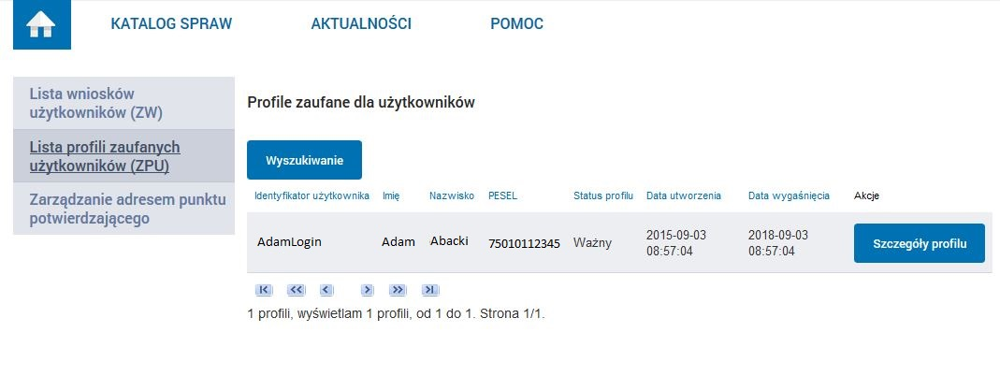 KATALOG SPRAW AKTUALNOŚCI POMOC
Lista wniosków
użytkowników (ZW)
Lista profili zaufanych
użytkowników (ZPU)
Zarządzanie adresem punktu
potwierdzającego
Profile zaufane dla użytkowników
Wyszukiwanie
Identyfikator użytkownika Imię Nazwisko PESEL Status profilu Data utworzenia Data wygaśnięcia Akcje
AdamLogin Adam Abacki 75010112345 Ważny 2015-09-03 08:57:04 2018-09-03 08:57:04 Szczegóły profilu
1 profili, wyświetlam 1 profili, od 1 do 1. Strona 1/1.